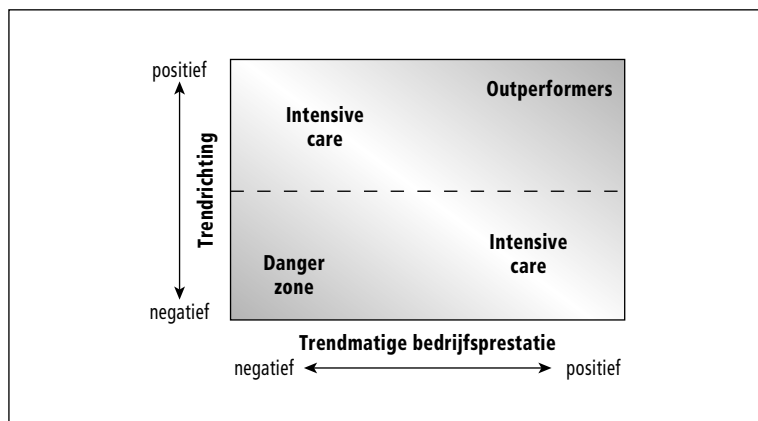 positief
Outperformers
Intensive
care
Trendrichting
Intensive
care
Danger
zone
negatief
Trendmatige bedrijfsprestatie
negatief
positief